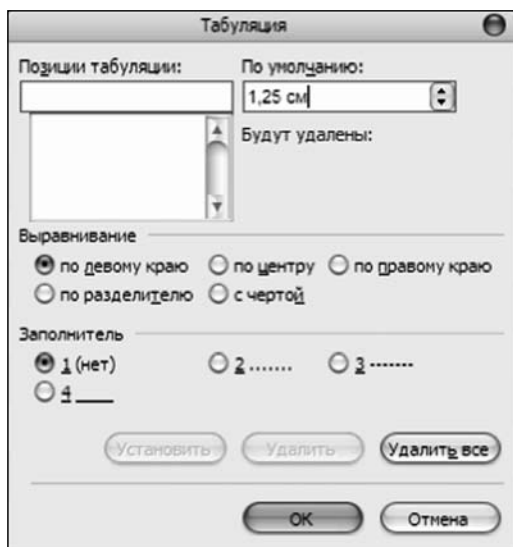 Табуляция
Позиции табуляции: По умолчанию:
1,25 см
Будут удалены:
Выравнивание
по левому краю по центру по правому краю
по разделителю с чертой
Заполнитель
1 (нет) 2 ....... 3 -------
4 ____
Установить Удалить Удалить все
ОК Отмена